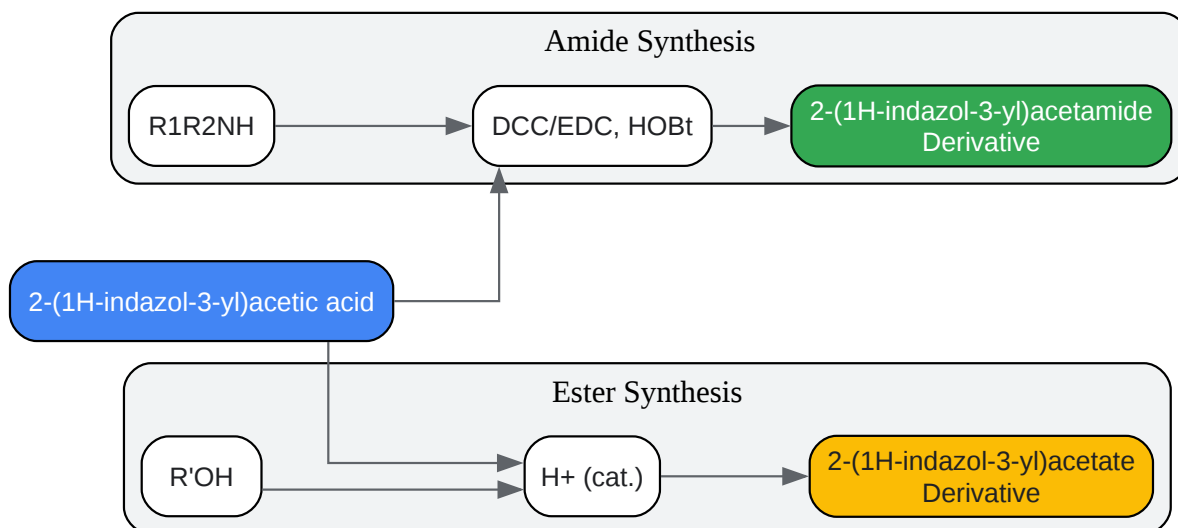 Amide Synthesis
R1R2NH
DCC/EDC, HOBt
2-(1H-indazol-3-yl)acetamide
Derivative
2-(1H-indazol-3-yl)acetic acid
Ester Synthesis
R'OH
H+ (cat.)
2-(1H-indazol-3-yl)acetate
Derivative